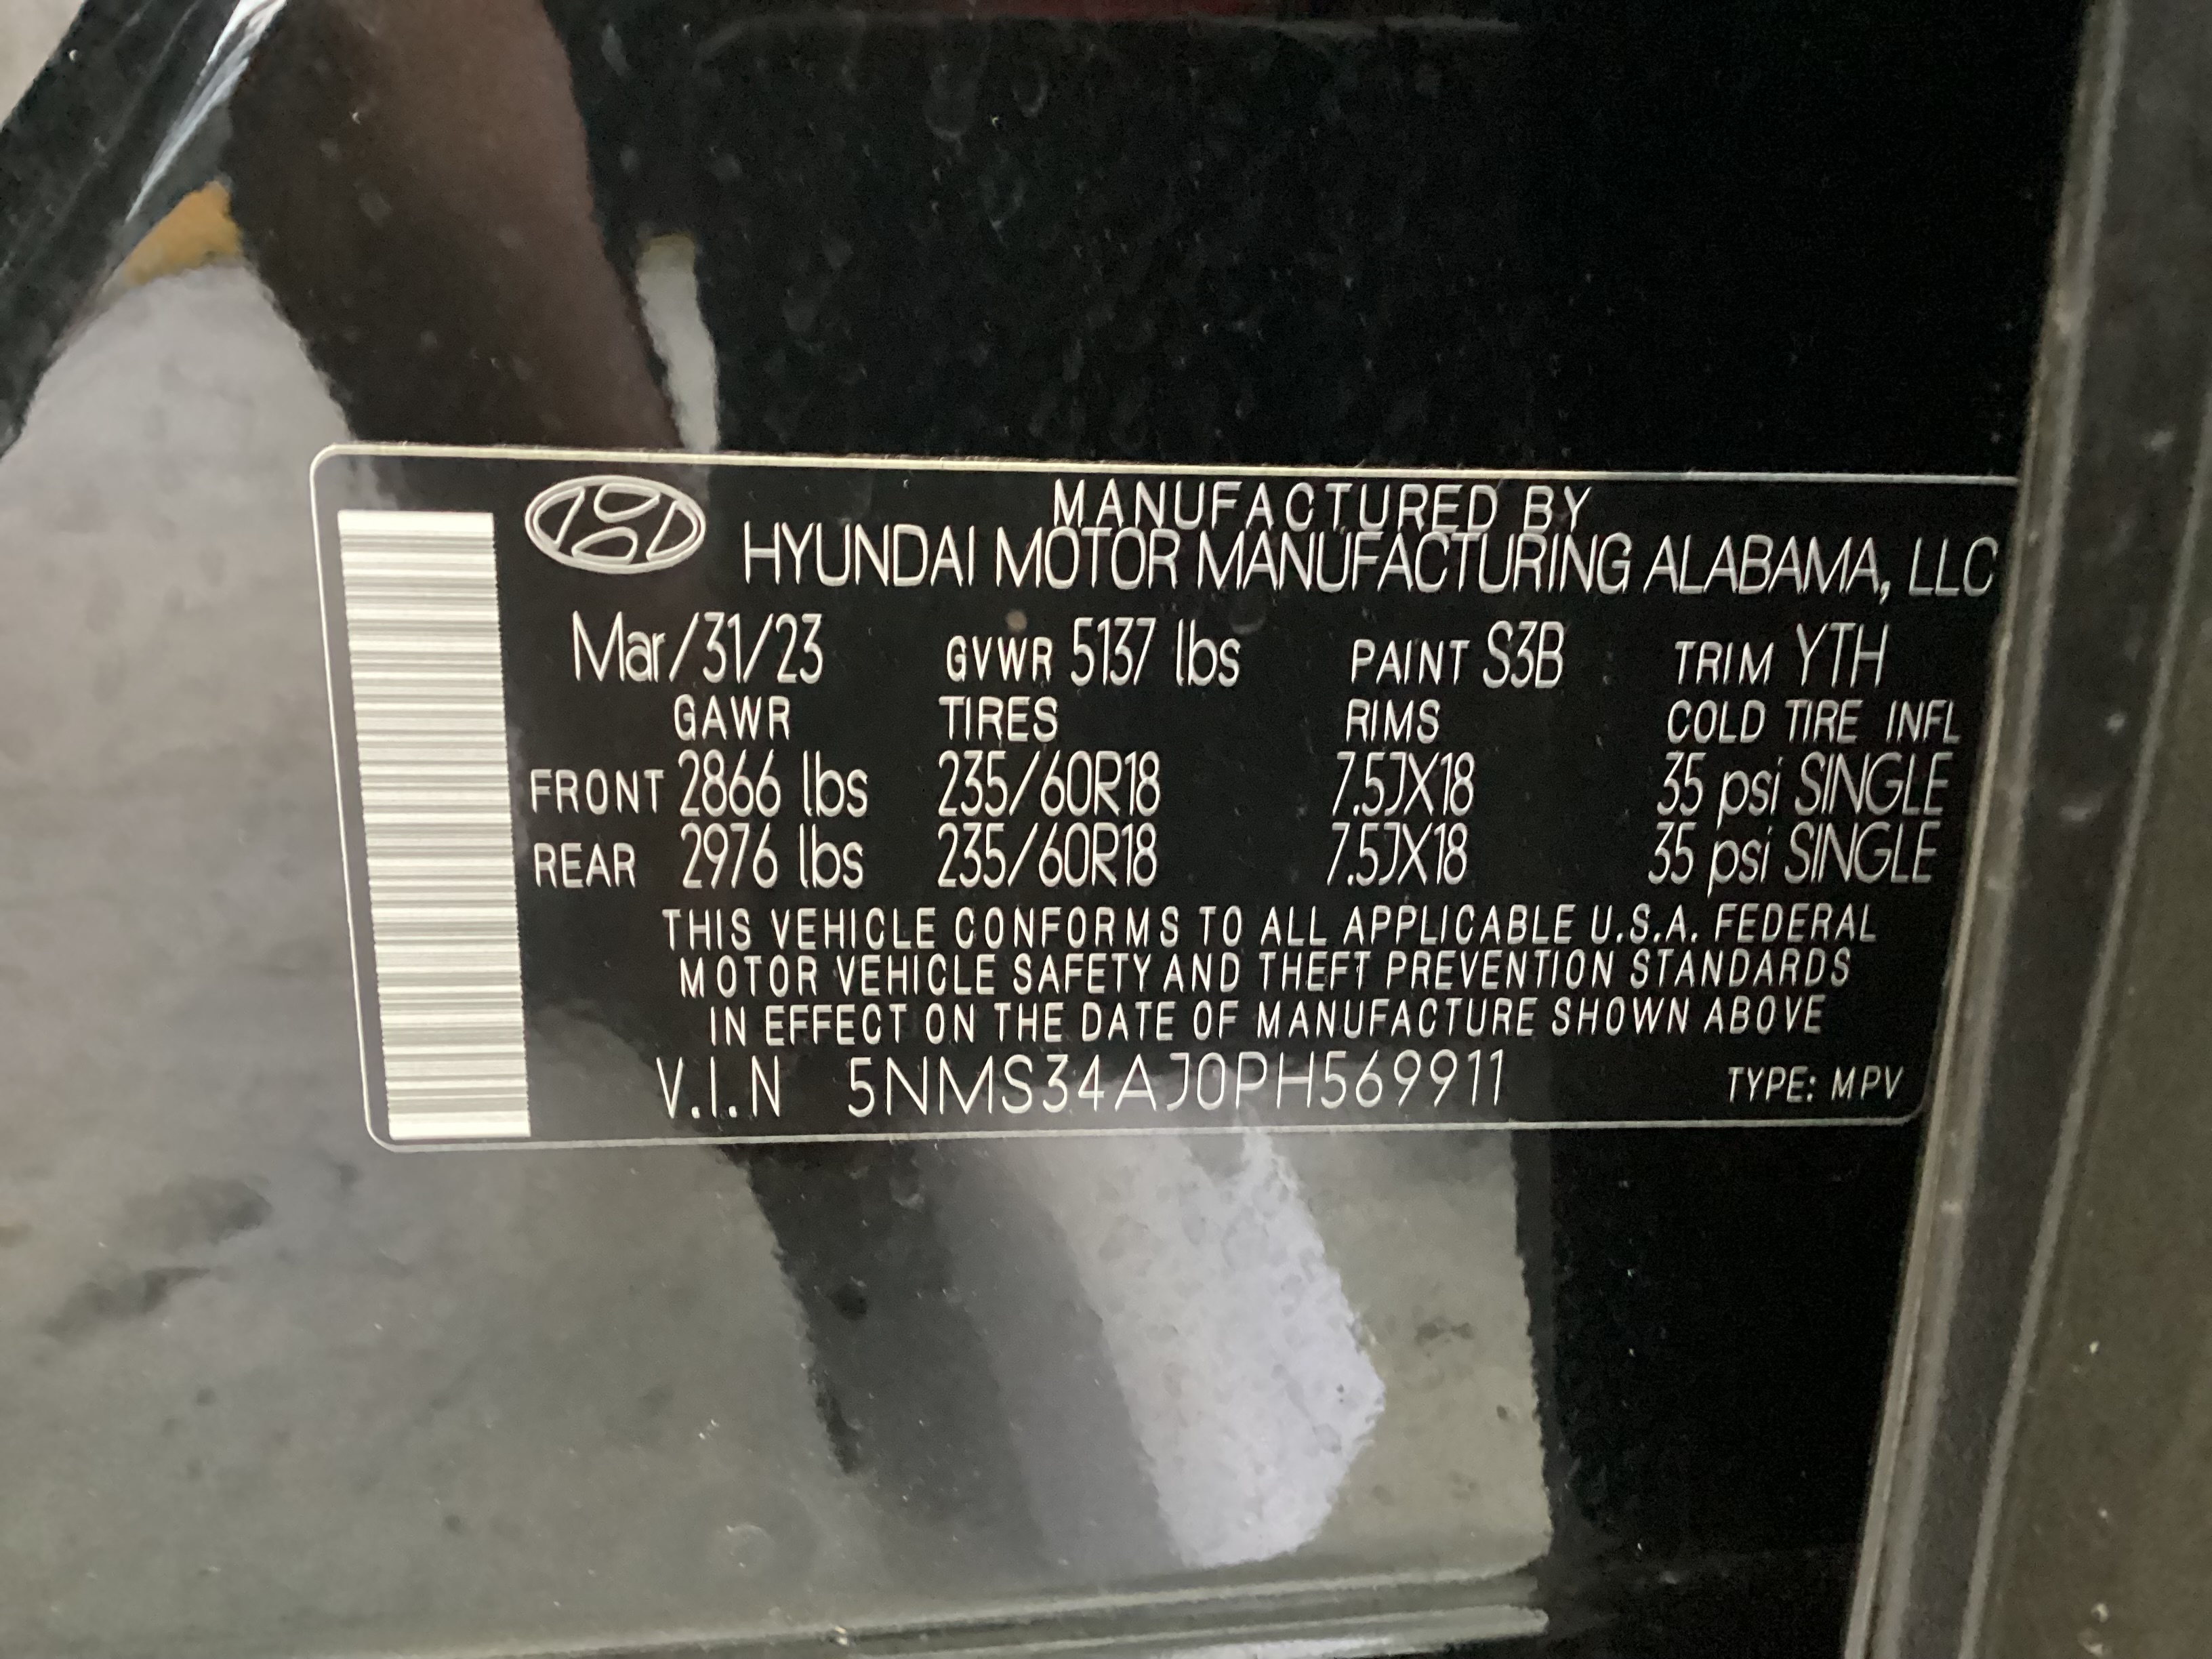 MANUFACTURED BY
HYUNDAI MOTOR MANUFACTURING ALABAMA, LLC
Mar/31/23 GVWR 5137 lbs PAINT S3B TRIM YTH
GAWR TIRES RIMS COLD TIRE INFL
FRONT 2866 lbs 235/60R18 7.5JX18 35 psi SINGLE
REAR 2976 lbs 235/60R18 7.5JX18 35 psi SINGLE
THIS VEHICLE CONFORMS TO ALL APPLICABLE U.S.A. FEDERAL
MOTOR VEHICLE SAFETY AND THEFT PREVENTION STANDARDS
IN EFFECT ON THE DATE OF MANUFACTURE SHOWN ABOVE
V.I.N 5NMS34AJ0PH569911 TYPE: MPV